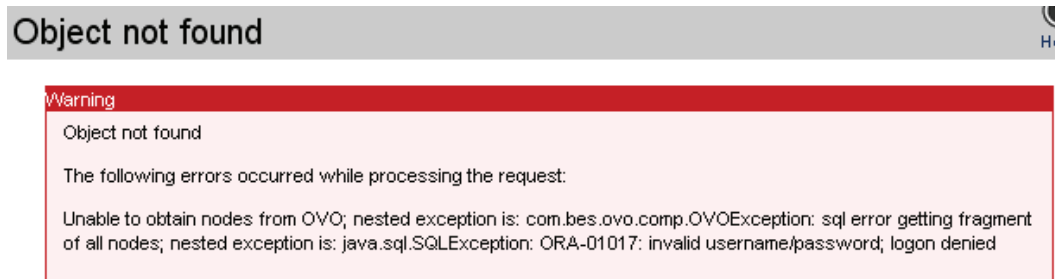 Object not found
Warning
Object not found
The following errors occurred while processing the request:
Unable to obtain nodes from OVO; nested exception is: com.bes.ovo.comp.OVOException: sql error getting fragment
of all nodes; nested exception is: java.sql.SQLException: ORA-01017: invalid username/password; logon denied